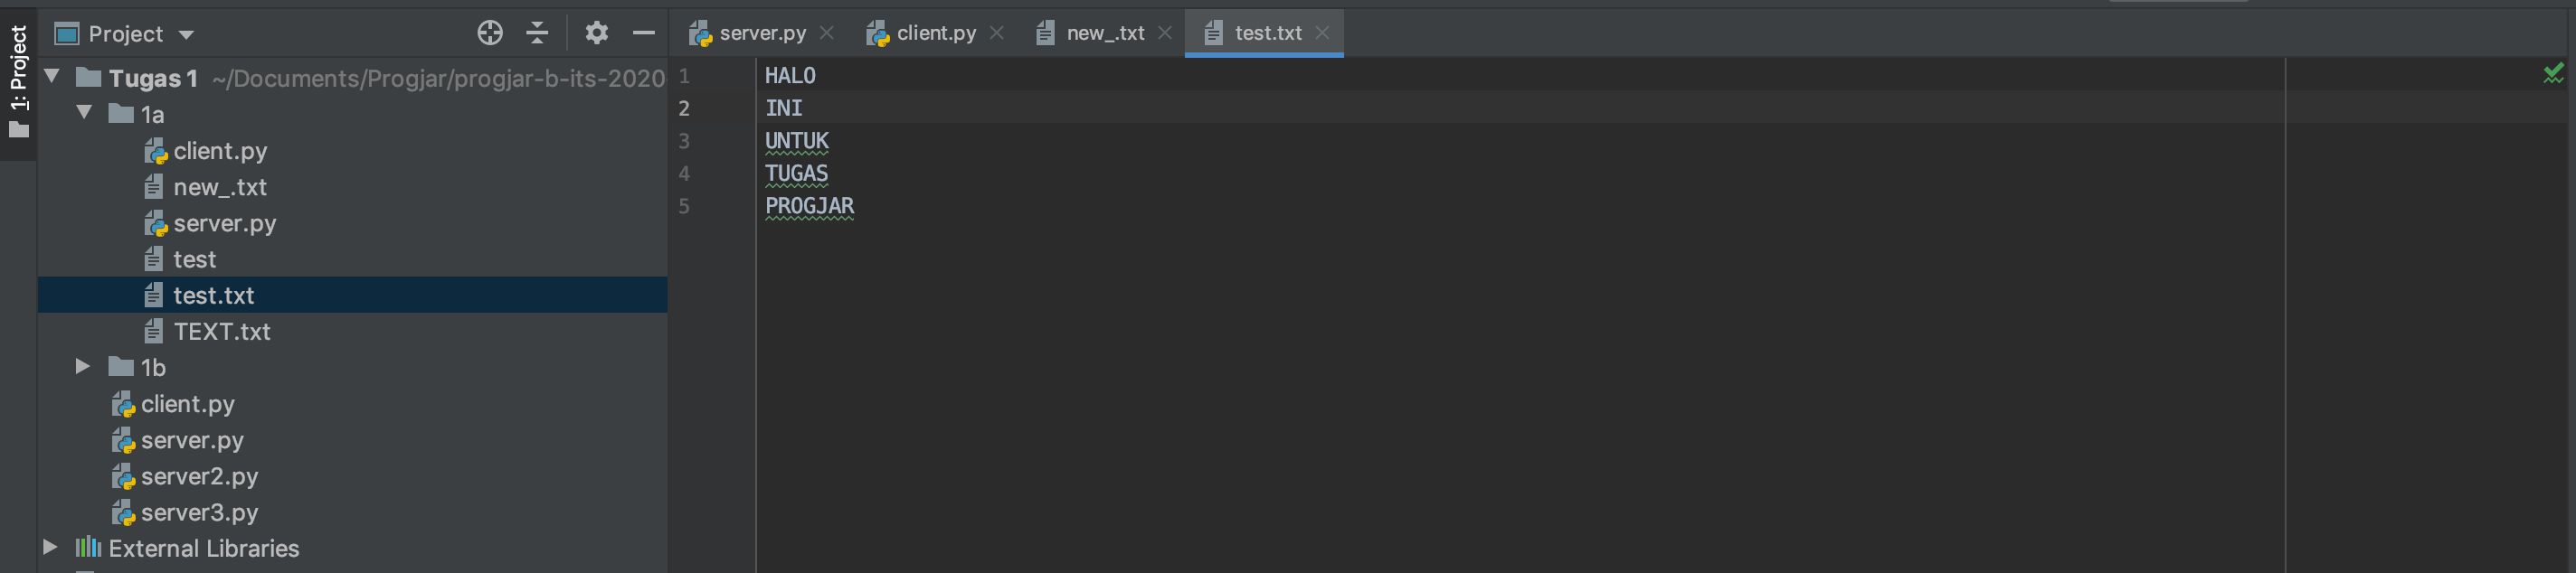 1: Project
Project
Tugas 1 ~/Documents/Progjar/progjar-b-its-2020
1a
client.py
new_.txt
server.py
test
test.txt
TEXT.txt
1b
client.py
server.py
server2.py
server3.py
External Libraries
server.py client.py new_.txt test.txt
1 HALO
2 INI
3 UNTUK
4 TUGAS
5 PROGJAR